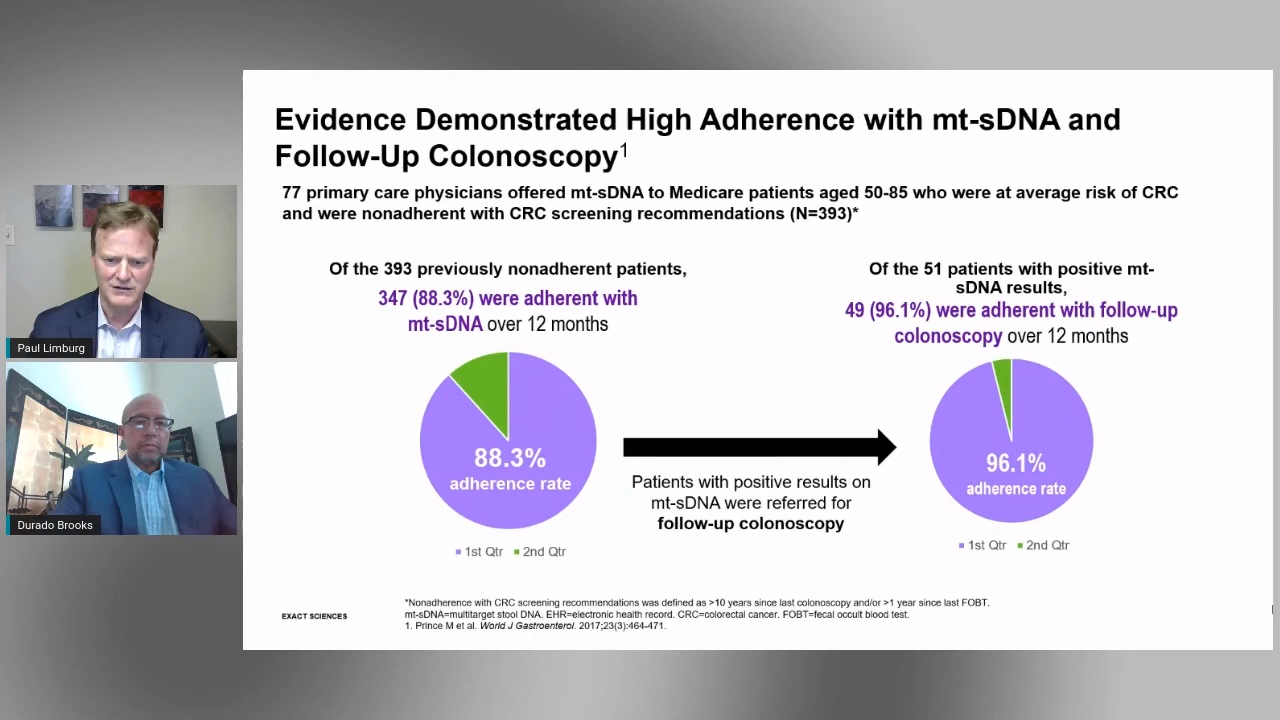 Evidence Demonstrated High Adherence with mt-sDNA and
Follow-Up Colonoscopy1
77 primary care physicians offered mt-sDNA to Medicare patients aged 50-85 who were at average risk of CRC
and were nonadherent with CRC screening recommendations (N=393)*
Of the 393 previously nonadherent patients,
347 (88.3%) were adherent with
mt-sDNA over 12 months
88.3%
adherence rate
1st Qtr 2nd Qtr
Patients with positive results on
mt-sDNA were referred for
follow-up colonoscopy
Of the 51 patients with positive mt-
sDNA results,
49 (96.1%) were adherent with follow-up
colonoscopy over 12 months
96.1%
adherence rate
1st Qtr 2nd Qtr
Paul Limburg
Durado Brooks
EXACT SCIENCES
*Nonadherence with CRC screening recommendations was defined as >10 years since last colonoscopy and/or >1 year since last FOBT.
mt-sDNA=multitarget stool DNA. EHR=electronic health record. CRC=colorectal cancer. FOBT=fecal occult blood test.
1. Prince M et al. World J Gastroenterol. 2017;23(3):464-471.